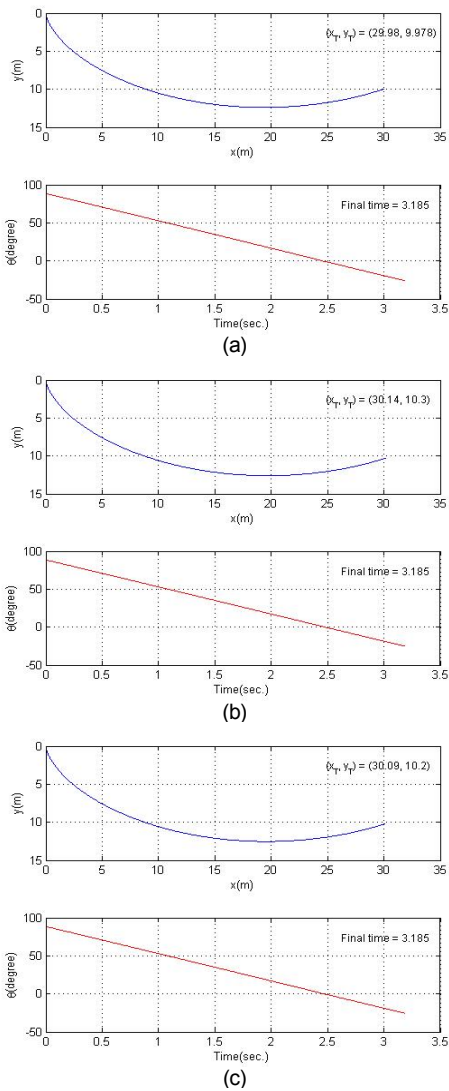 0
5
10
15
y(m)
(x_T, y_T) = (29.98, 9.978)
0 5 10 15 20 25 30 35
x(m)
100
50
0
-50
θ(degree)
Final time = 3.185
0 0.5 1 1.5 2 2.5 3 3.5
Time(sec.)
(a)
0
5
10
15
y(m)
(x_T, y_T) = (30.14, 10.3)
0 5 10 15 20 25 30 35
x(m)
100
50
0
-50
θ(degree)
Final time = 3.185
0 0.5 1 1.5 2 2.5 3 3.5
Time(sec.)
(b)
0
5
10
15
y(m)
(x_T, y_T) = (30.09, 10.2)
0 5 10 15 20 25 30 35
x(m)
100
50
0
-50
θ(degree)
Final time = 3.185
0 0.5 1 1.5 2 2.5 3 3.5
Time(sec.)
(c)